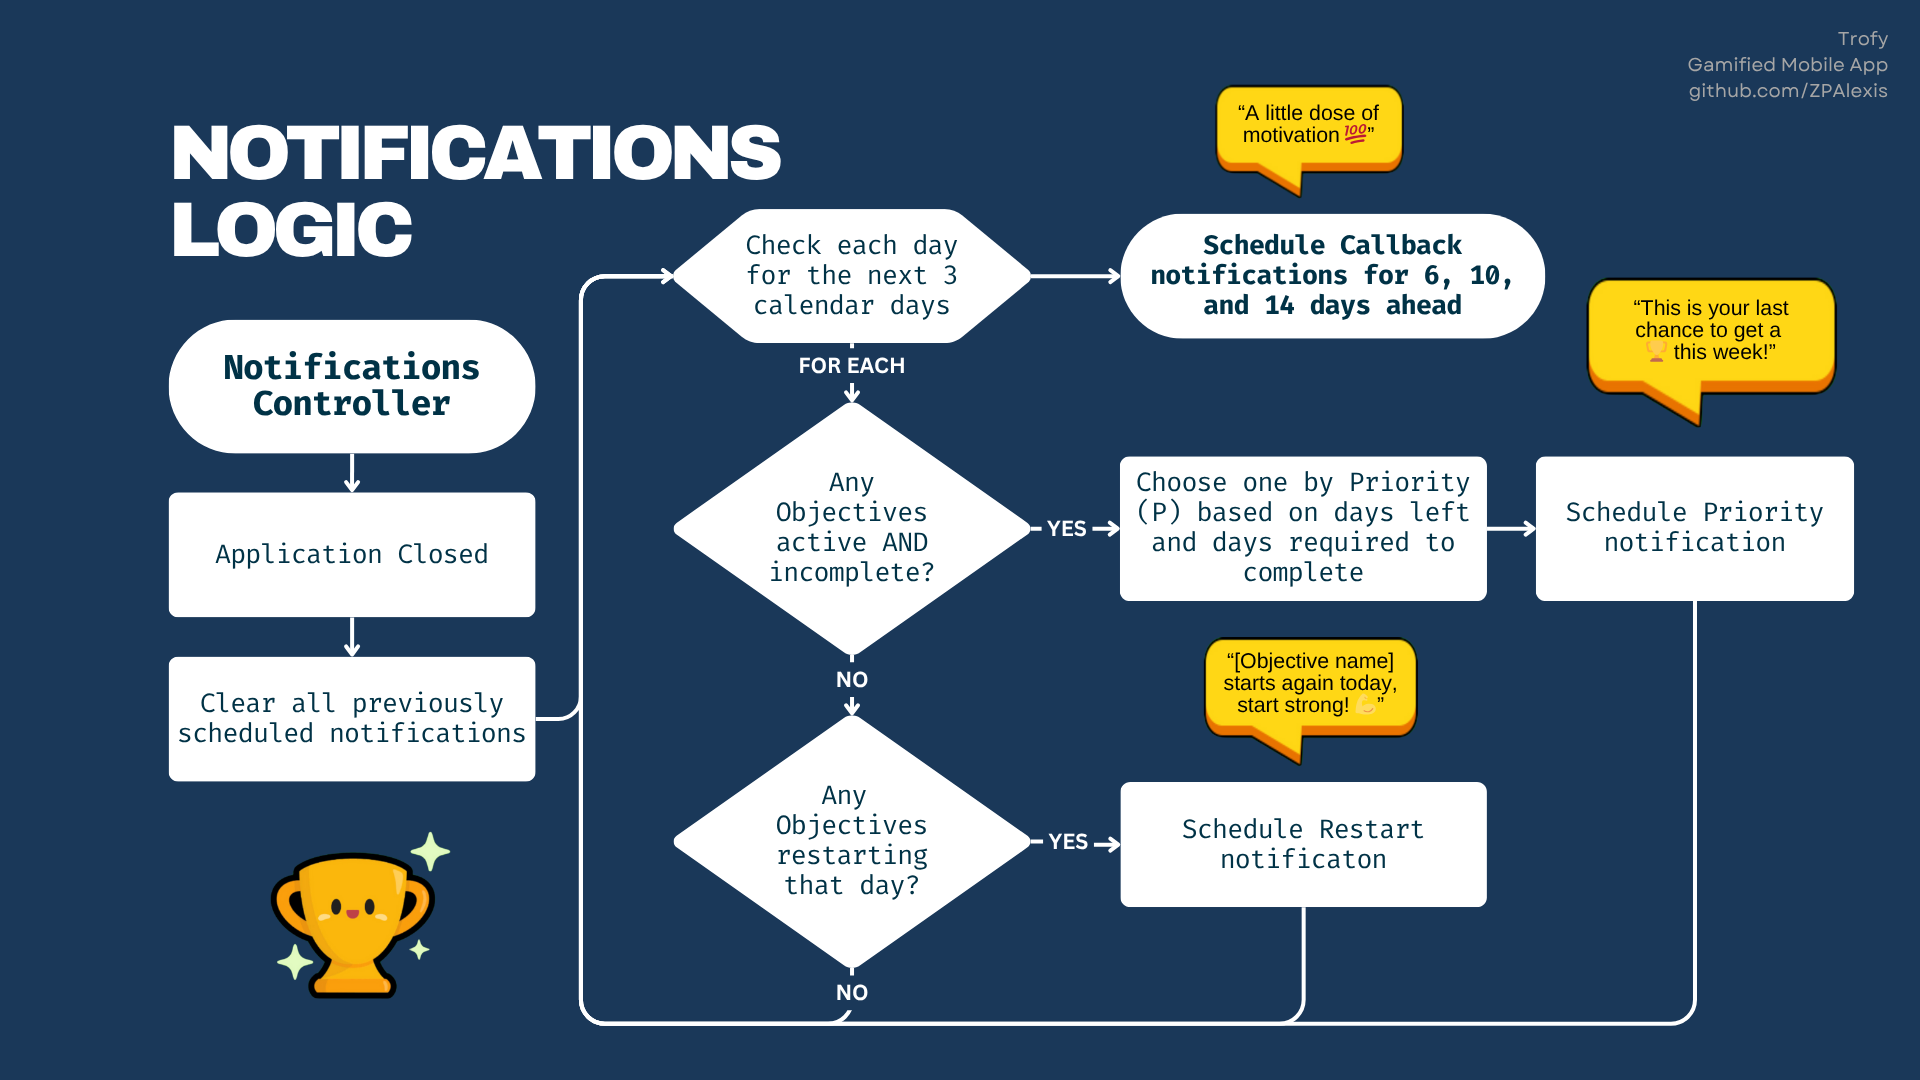 Trofy
Gamified Mobile App
github.com/ZPAlexis
NOTIFICATIONS
LOGIC
Notifications
Controller
Application Closed
Clear all previously
scheduled notifications
Check each day
for the next 3
calendar days
“A little dose of
motivation 💯”
Schedule Callback
notifications for 6, 10,
and 14 days ahead
FOR EACH
Any
Objectives
active AND
incomplete?
YES
Choose one by Priority
(P) based on days left
and days required to
complete
“This is your last
chance to get a
🏆 this week!”
Schedule Priority
notification
NO
Any
Objectives
restarting
that day?
YES
“[Objective name]
starts again today,
start strong! 💪”
Schedule Restart
notificaton
NO